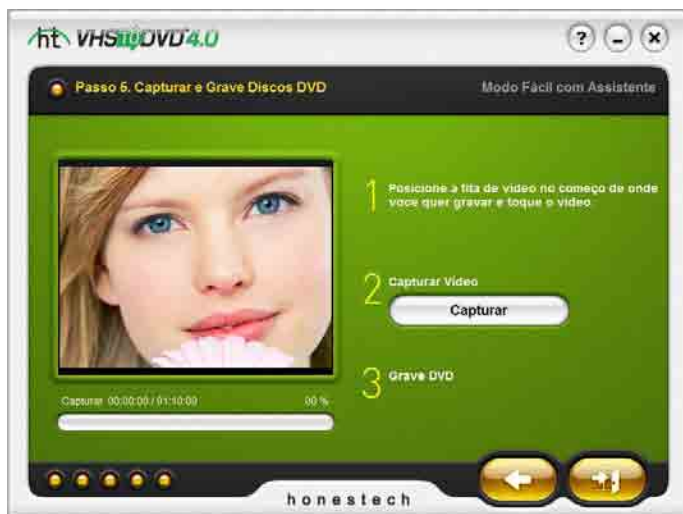 ht VHS to DVD 4.0
? – ×
Passo 5. Capturar e Grave Discos DVD
Modo Fácil com Assistente
1
Posicione a fita de vídeo no começo de onde
voce quer gravar e toque o vídeo
2
Capturar Vídeo
Capturar
3
Grave DVD
Capturar 00:00:00 / 01:10:00
00 %
honestech